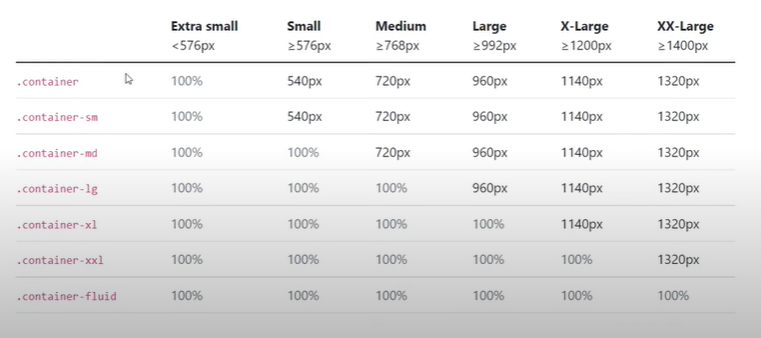 Extra small Small Medium Large X-Large XX-Large
<576px ≥576px ≥768px ≥992px ≥1200px ≥1400px
.container 100% 540px 720px 960px 1140px 1320px
.container-sm 100% 540px 720px 960px 1140px 1320px
.container-md 100% 100% 720px 960px 1140px 1320px
.container-lg 100% 100% 100% 960px 1140px 1320px
.container-xl 100% 100% 100% 100% 1140px 1320px
.container-xxl 100% 100% 100% 100% 100% 1320px
.container-fluid 100% 100% 100% 100% 100% 100%